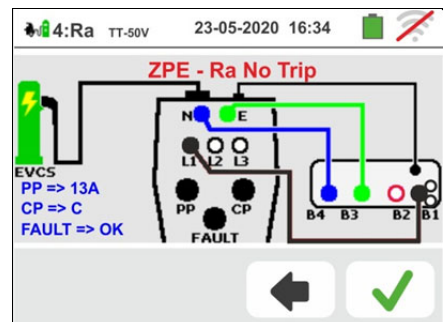 4:Ra TT-50V 23-05-2020 16:34
ZPE - Ra No Trip
N E
L1 L2 L3
EVCS
PP => 13A
CP => C
FAULT => OK
PP CP
FAULT
B4 B3 B2 B1